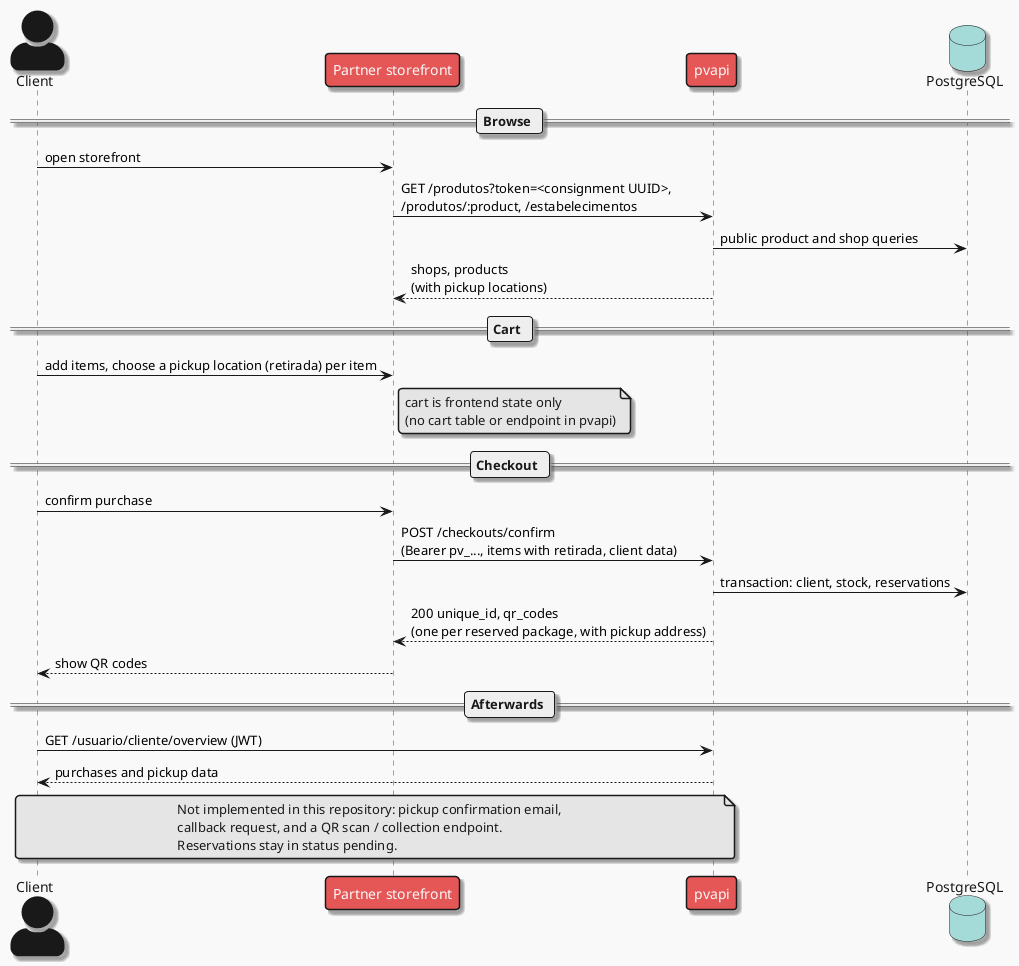 Client
Partner storefront
pvapi
PostgreSQL
Browse
open storefront
GET /produtos?token=<consignment UUID>,
/produtos/:product, /estabelecimentos
public product and shop queries
shops, products
(with pickup locations)
Cart
add items, choose a pickup location (retirada) per item
cart is frontend state only
(no cart table or endpoint in pvapi)
Checkout
confirm purchase
POST /checkouts/confirm
(Bearer pv_..., items with retirada, client data)
transaction: client, stock, reservations
200 unique_id, qr_codes
(one per reserved package, with pickup address)
show QR codes
Afterwards
GET /usuario/cliente/overview (JWT)
purchases and pickup data
Not implemented in this repository: pickup confirmation email,
callback request, and a QR scan / collection endpoint.
Reservations stay in status pending.
Client
Partner storefront
pvapi
PostgreSQL